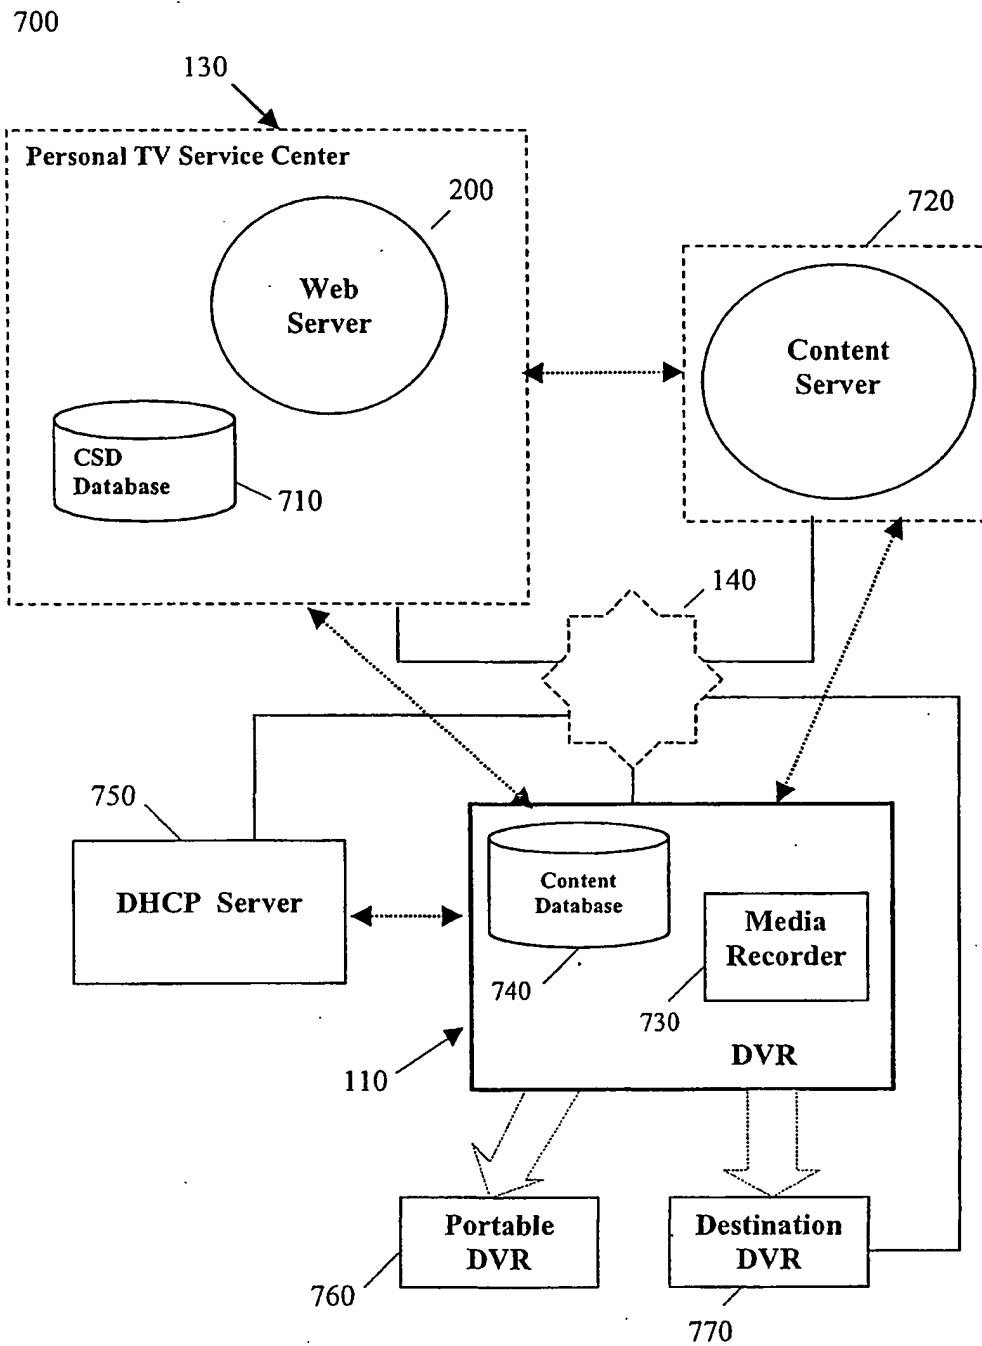 700
130
Personal TV Service Center
200
720
Web
Server
Content
Server
CSD
Database
710
140
750
DHCP Server
Content
Database
Media
Recorder
740
730
DVR
110
Portable
DVR
Destination
DVR
760
770